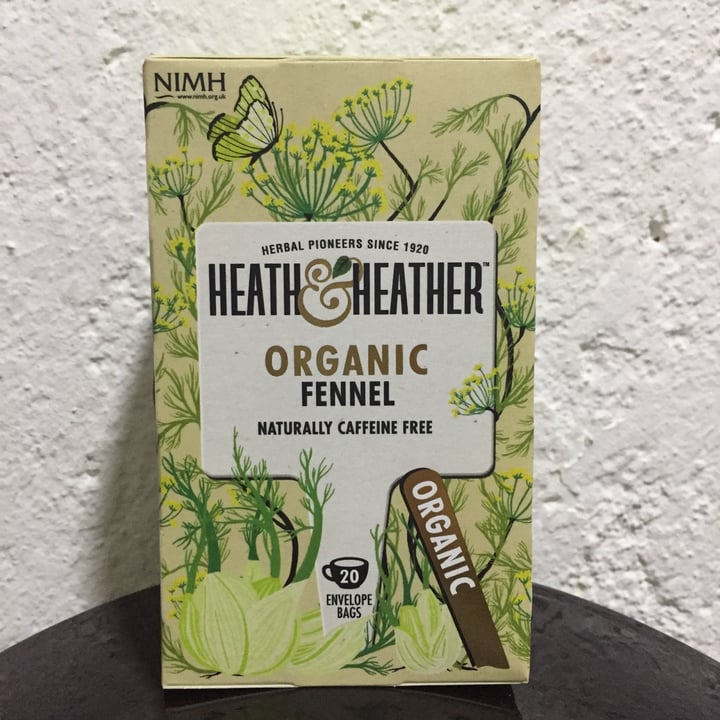 NIMH
www.nimh.org.uk
HERBAL PIONEERS SINCE 1920
HEATH & HEATHER™
ORGANIC
FENNEL
NATURALLY CAFFEINE FREE
ORGANIC
20
ENVELOPE
BAGS